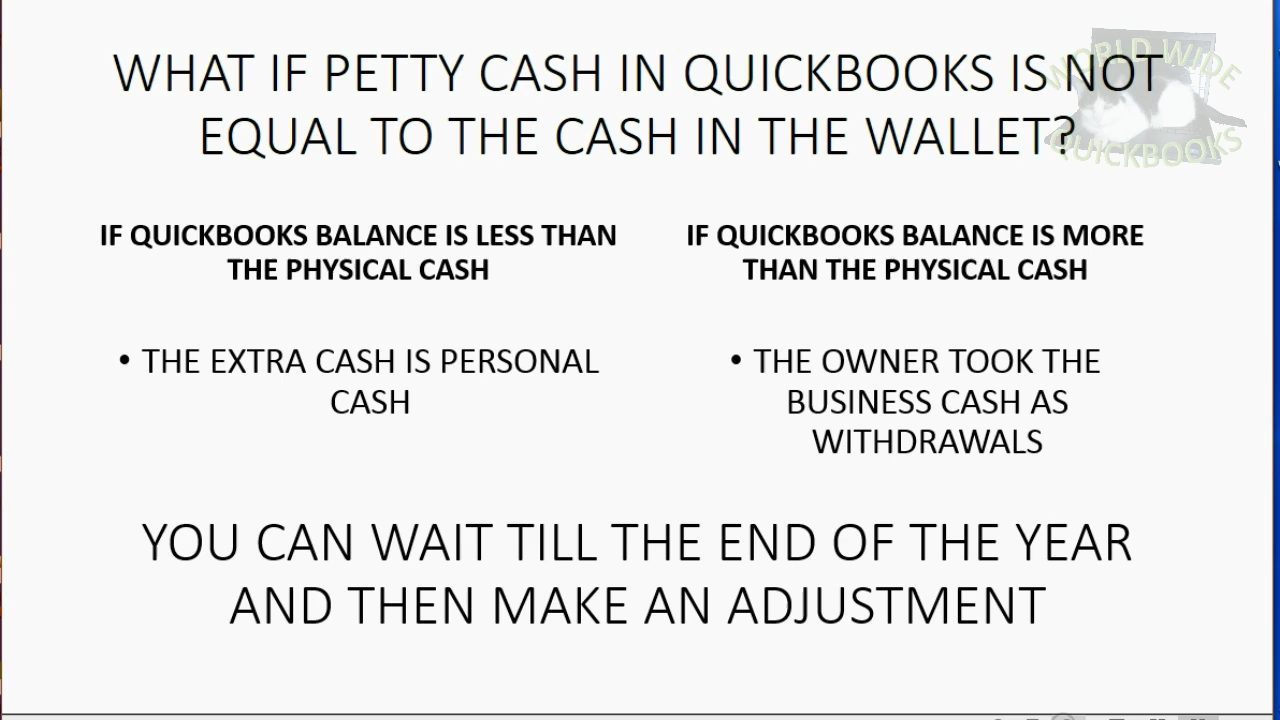 WHAT IF PETTY CASH IN QUICKBOOKS IS NOT
EQUAL TO THE CASH IN THE WALLET?
WORLD WIDE
QUICKBOOKS
IF QUICKBOOKS BALANCE IS LESS THAN
THE PHYSICAL CASH
• THE EXTRA CASH IS PERSONAL
CASH
IF QUICKBOOKS BALANCE IS MORE
THAN THE PHYSICAL CASH
• THE OWNER TOOK THE
BUSINESS CASH AS
WITHDRAWALS
YOU CAN WAIT TILL THE END OF THE YEAR
AND THEN MAKE AN ADJUSTMENT